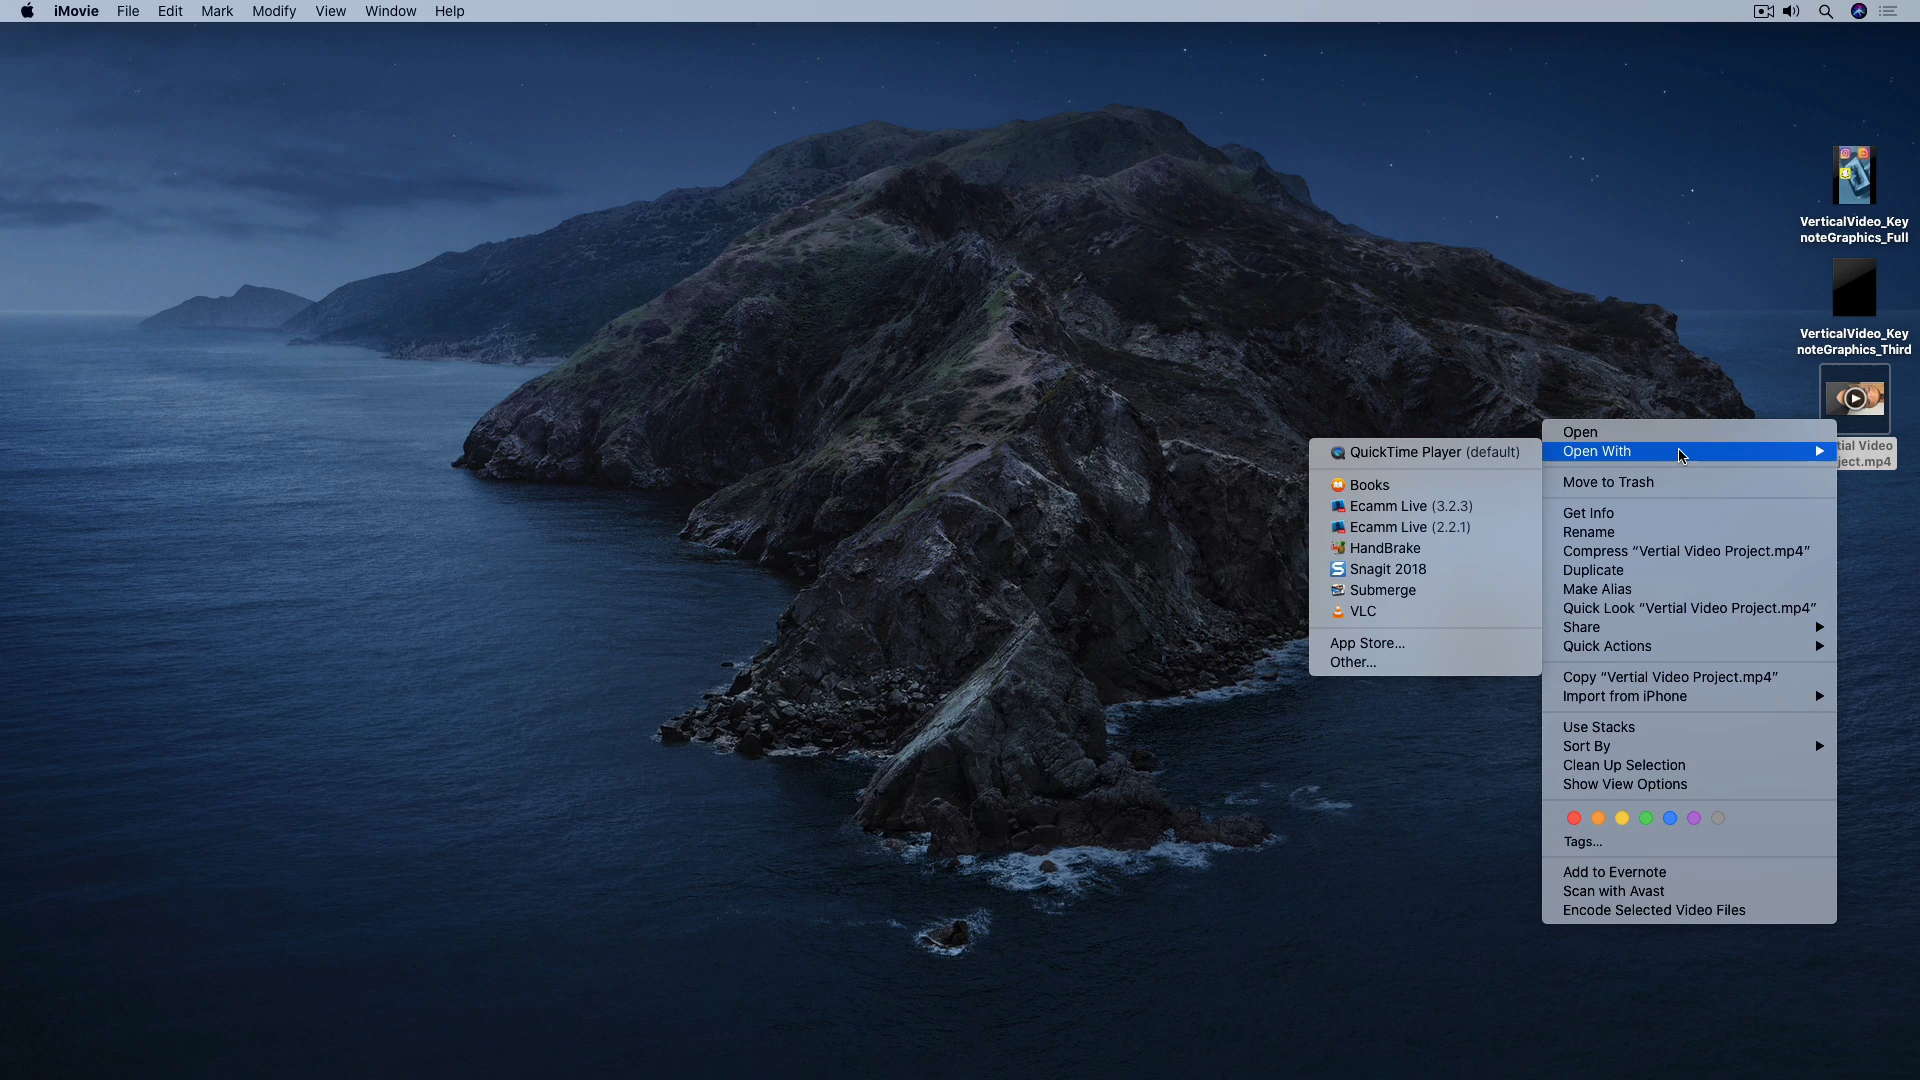 iMovie File Edit Mark Modify View Window Help
VerticalVideo_Key
noteGraphics_Full
VerticalVideo_Key
noteGraphics_Third
tial Video
ject.mp4
Open
Open With
Move to Trash
Get Info
Rename
Compress “Vertial Video Project.mp4”
Duplicate
Make Alias
Quick Look “Vertial Video Project.mp4”
Share
Quick Actions
Copy “Vertial Video Project.mp4”
Import from iPhone
Use Stacks
Sort By
Clean Up Selection
Show View Options
Tags...
Add to Evernote
Scan with Avast
Encode Selected Video Files
QuickTime Player (default)
Books
Ecamm Live (3.2.3)
Ecamm Live (2.2.1)
HandBrake
Snagit 2018
Submerge
VLC
App Store...
Other...